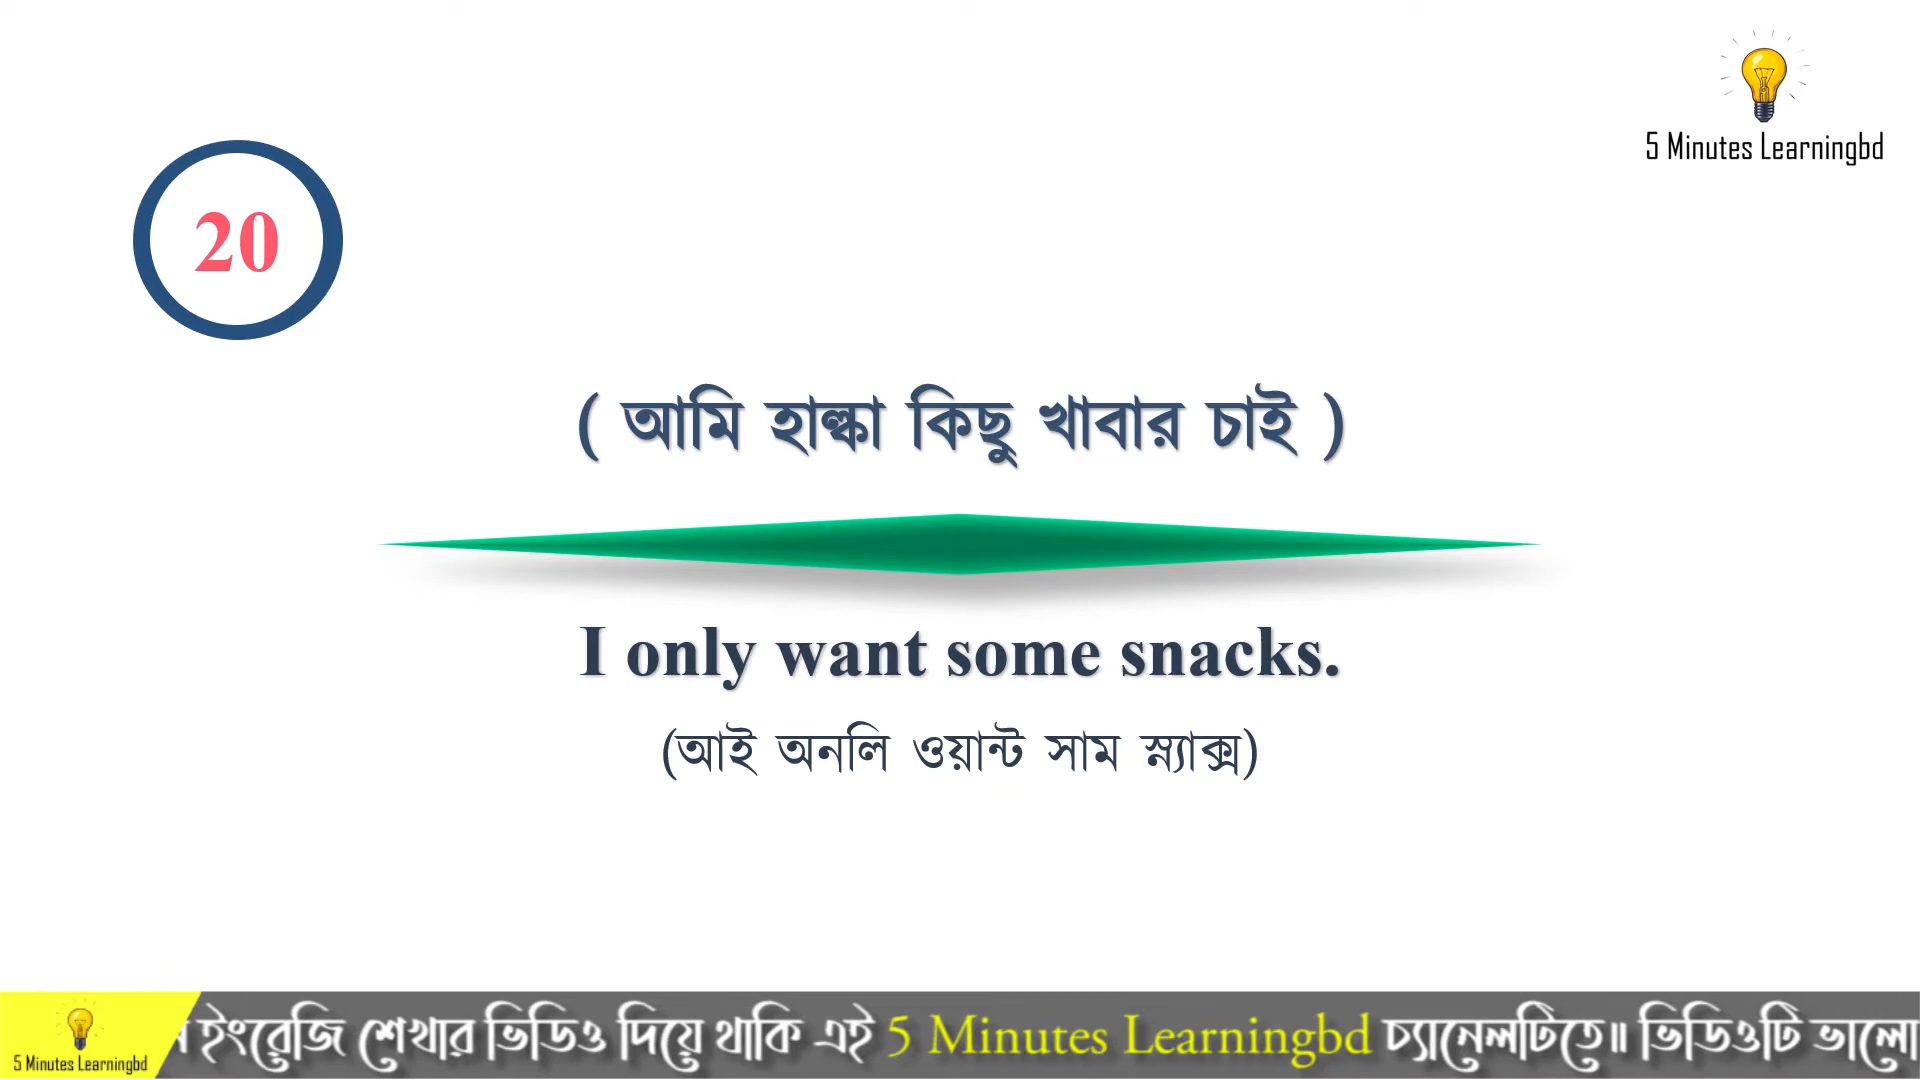 5 Minutes Learningbd
20
( আমি হাল্কা কিছু খাবার চাই )
I only want some snacks.
(আই অনলি ওয়ান্ট সাম স্ন্যাক্স)
5 Minutes Learningbd
ইংরেজি শেখার ভিডিও দিয়ে থাকি এই 5 Minutes Learningbd চ্যানেলটিতে॥ ভিডিওটি ভালো